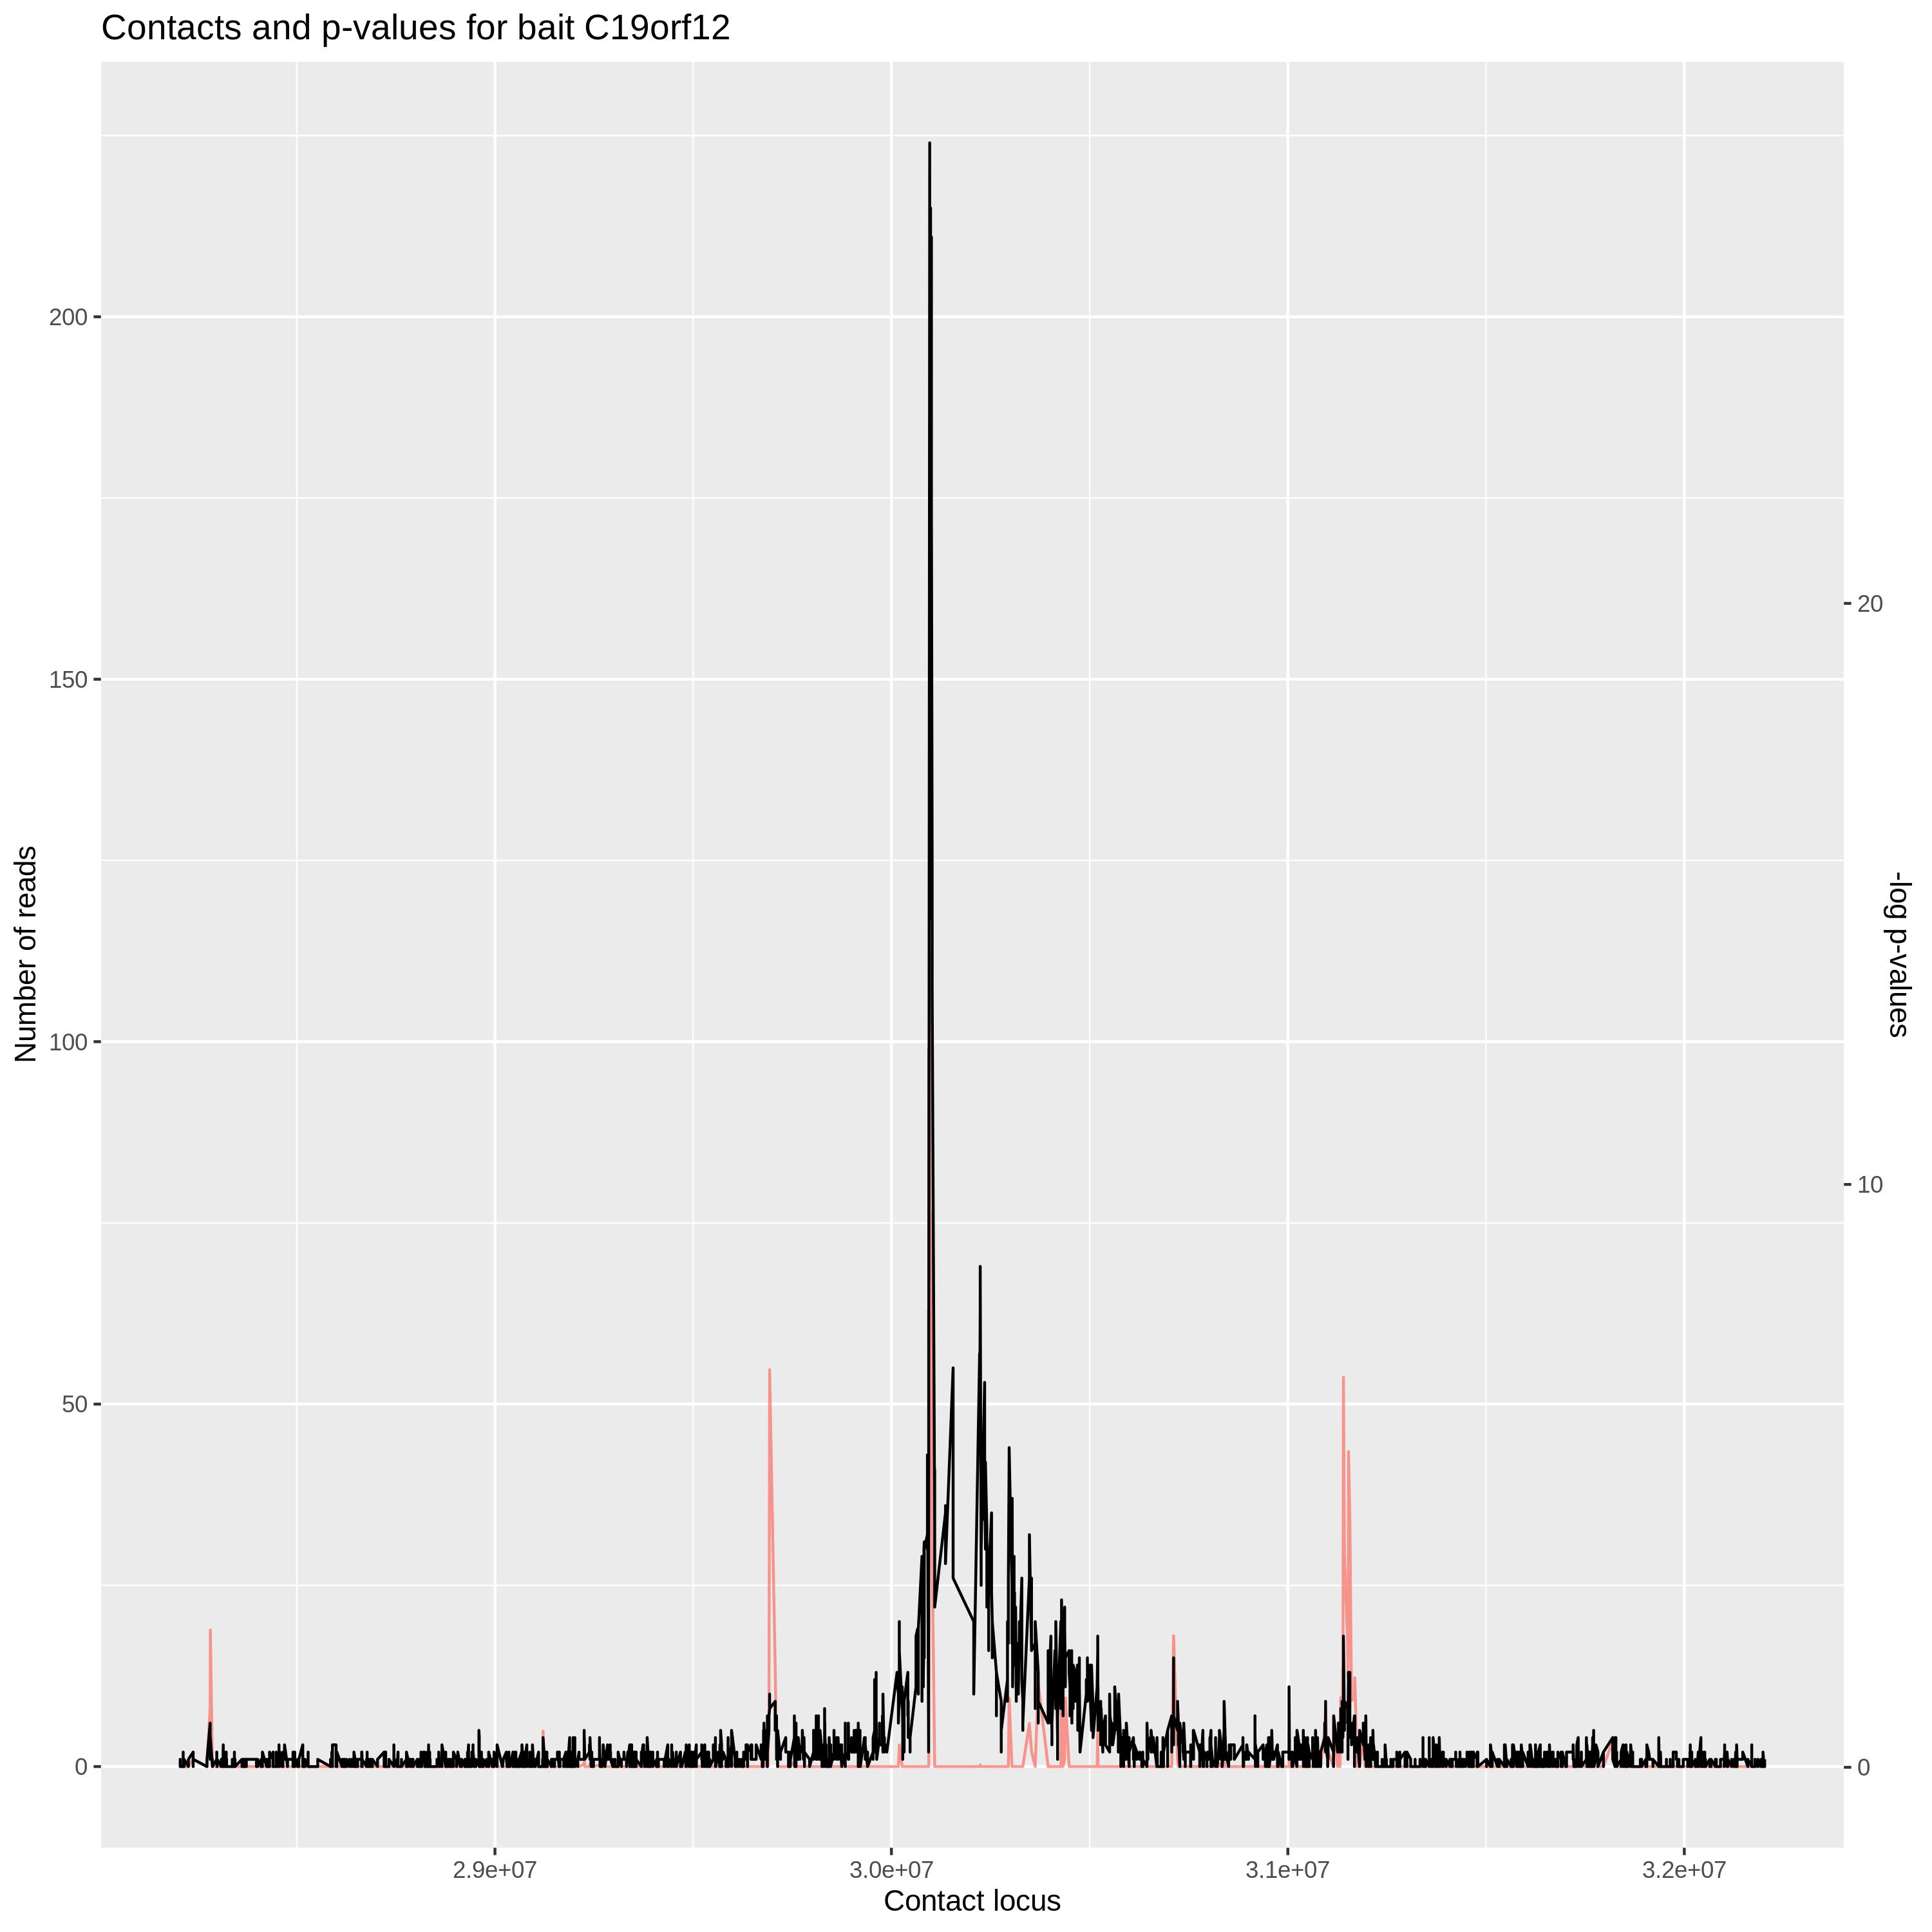 Contacts and p-values for bait C19orf12
200
150
100
50
0
Number of reads
20
10
0
-log p-values
2.9e+07
3.0e+07
3.1e+07
3.2e+07
Contact locus